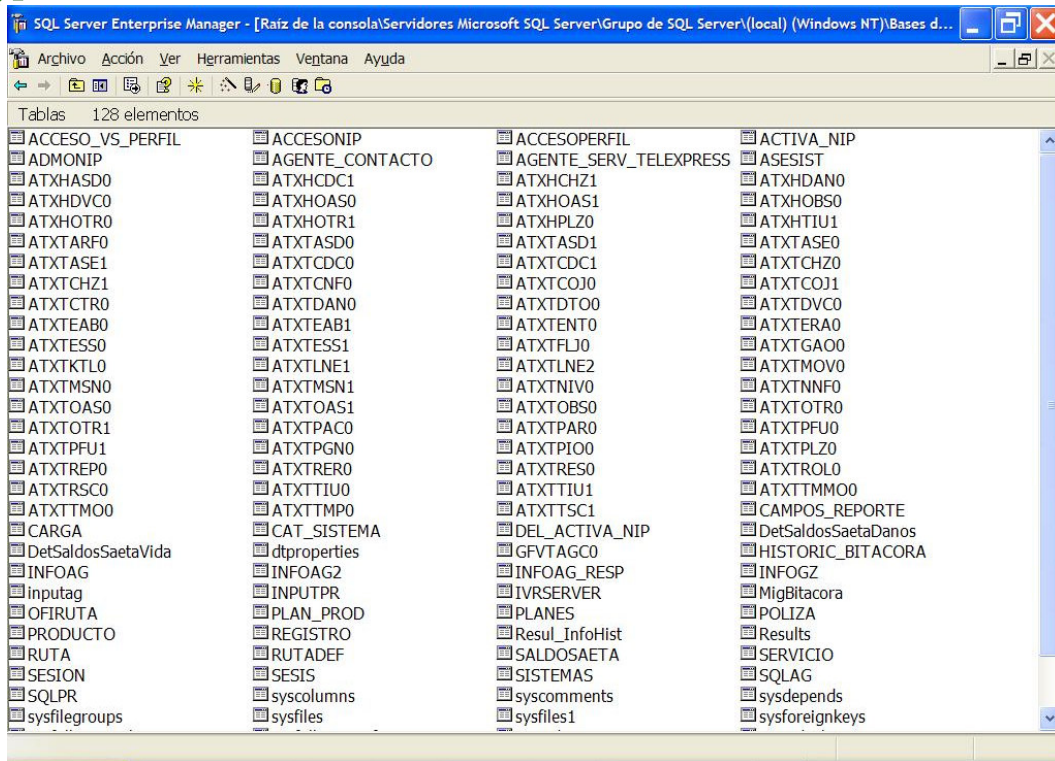 SQL Server Enterprise Manager - [Raíz de la consola\Servidores Microsoft SQL Server\Grupo de SQL Server\(local) (Windows NT)\Bases d...
Archivo Acción Ver Herramientas Ventana Ayuda
Tablas 128 elementos
ACCESO_VS_PERFIL ACCESONIP ACCESOPERFIL ACTIVA_NIP
ADMONIP AGENTE_CONTACTO AGENTE_SERV_TELEXPRESS ASESIST
ATXHASD0 ATXHCDC1 ATXHCHZ1 ATXHDAN0
ATXHDVC0 ATXHOAS0 ATXHOAS1 ATXHOBS0
ATXHOTR0 ATXHOTR1 ATXHPLZ0 ATXHTIU1
ATXTARF0 ATXTASD0 ATXTASD1 ATXTASE0
ATXTASE1 ATXTCDC0 ATXTCDC1 ATXTCHZ0
ATXTCHZ1 ATXTCNF0 ATXTCOJ0 ATXTCOJ1
ATXTCTR0 ATXTDAN0 ATXTDTO0 ATXTDVC0
ATXTEAB0 ATXTEAB1 ATXTENT0 ATXTERA0
ATXTESS0 ATXTESS1 ATXTFLJ0 ATXTGAO0
ATXTKTL0 ATXTLNE1 ATXTLNE2 ATXTMOV0
ATXTMSN0 ATXTMSN1 ATXTNIV0 ATXTNNF0
ATXTOAS0 ATXTOAS1 ATXTOBS0 ATXTOTR0
ATXTOTR1 ATXTPAC0 ATXTPAR0 ATXTPFU0
ATXTPFU1 ATXTPGN0 ATXTPIO0 ATXTPLZ0
ATXTREP0 ATXTRER0 ATXTRES0 ATXTROL0
ATXTRSC0 ATXTTIU0 ATXTTIU1 ATXTTMMO0
ATXTTMO0 ATXTTMP0 ATXTTSC1 CAMPOS_REPORTE
CARGA CAT_SISTEMA DEL_ACTIVA_NIP DetSaldosSaetaDanos
DetSaldosSaetaVida dtproperties GFVTAGC0 HISTORIC_BITACORA
INFOAG INFOAG2 INFOAG_RESP INFOGZ
inputag INPUTPR IVRSERVER MigBitacora
OFIRUTA PLAN_PROD PLANES POLIZA
PRODUCTO REGISTRO Resul_InfoHist Results
RUTA RUTADEF SALDOSAETA SERVICIO
SESION SESIS SISTEMAS SQLAG
SQLPR syscolumns syscomments sysdepends
sysfilegroups sysfiles sysfiles1 sysforeignkeys